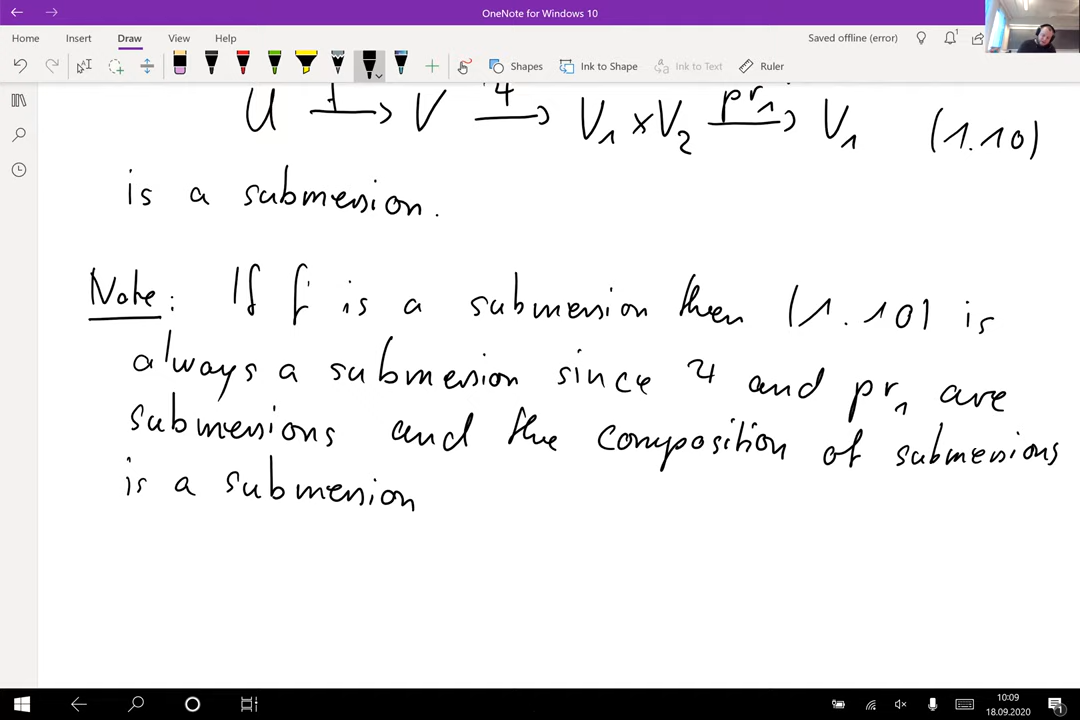 OneNote for Windows 10
Home Insert Draw View Help
Saved offline (error)
Shapes Ink to Shape Ink to Text Ruler
U f→ V ψ→ V₁ × V₂ pr₁→ V₁ (1.10)
is a submersion.
Note: If f is a submersion then (1.10) is
always a submersion since ψ and pr₁ are
submersions and the composition of submersions
is a submersion
10:09
18.09.2020